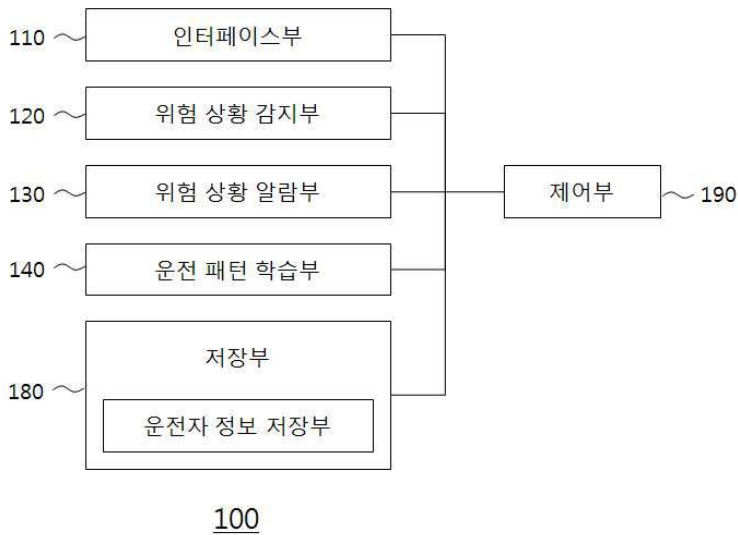 110 인터페이스부
120 위험 상황 감지부
130 위험 상황 알람부
제어부 190
140 운전 패턴 학습부
저장부
180
운전자 정보 저장부
100